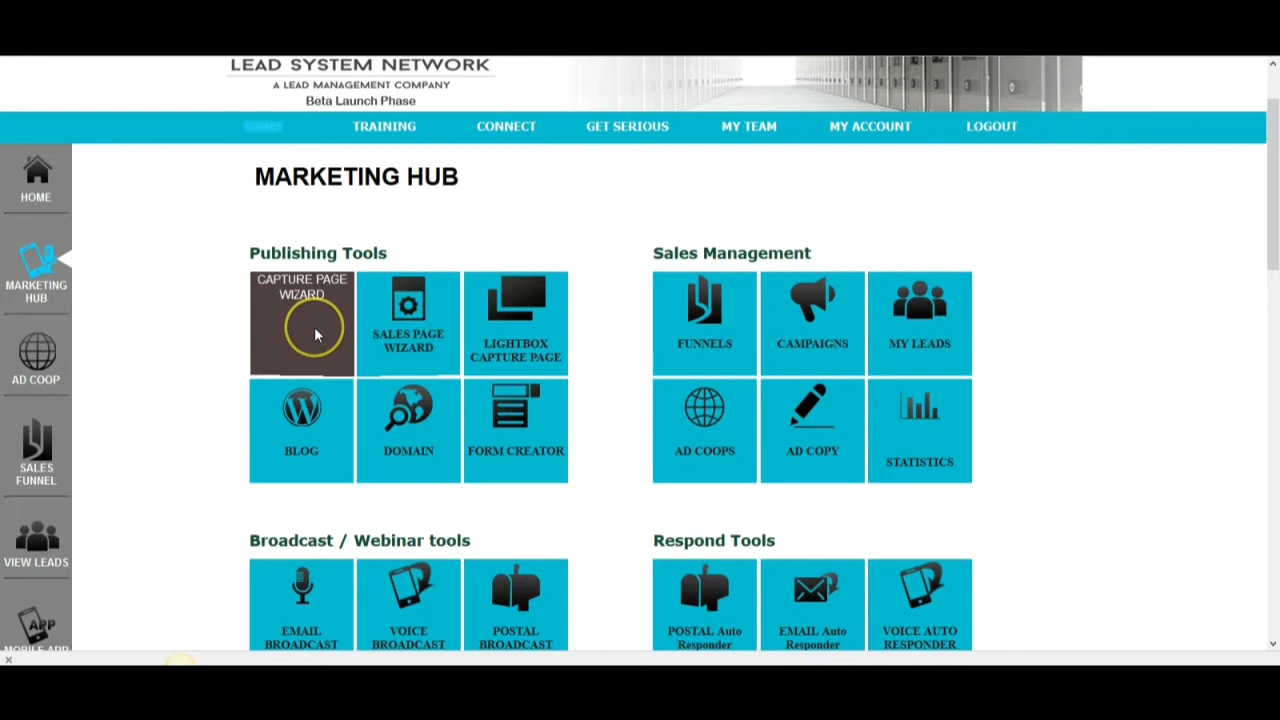 LEAD SYSTEM NETWORK
A LEAD MANAGEMENT COMPANY
Beta Launch Phase
TRAINING
CONNECT
GET SERIOUS
MY TEAM
MY ACCOUNT
LOGOUT
HOME
MARKETING
HUB
AD COOP
SALES
FUNNEL
VIEW LEADS
APP
MOBILE APP
MARKETING HUB
Publishing Tools
CAPTURE PAGE
WIZARD
SALES PAGE
WIZARD
LIGHTBOX
CAPTURE PAGE
BLOG
DOMAIN
FORM CREATOR
Sales Management
FUNNELS
CAMPAIGNS
MY LEADS
AD COOPS
AD COPY
STATISTICS
Broadcast / Webinar tools
EMAIL
BROADCAST
VOICE
BROADCAST
POSTAL
BROADCAST
Respond Tools
POSTAL Auto
Responder
EMAIL Auto
Responder
VOICE AUTO
RESPONDER